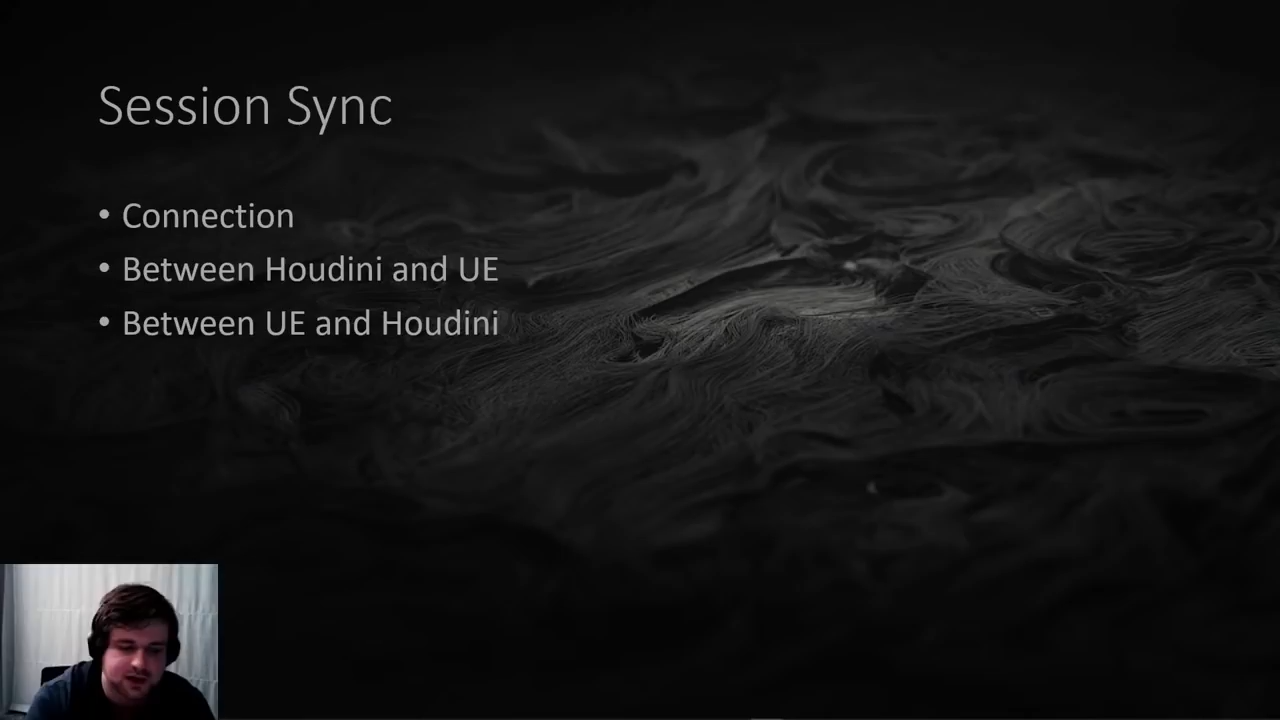 Session Sync
• Connection
• Between Houdini and UE
• Between UE and Houdini